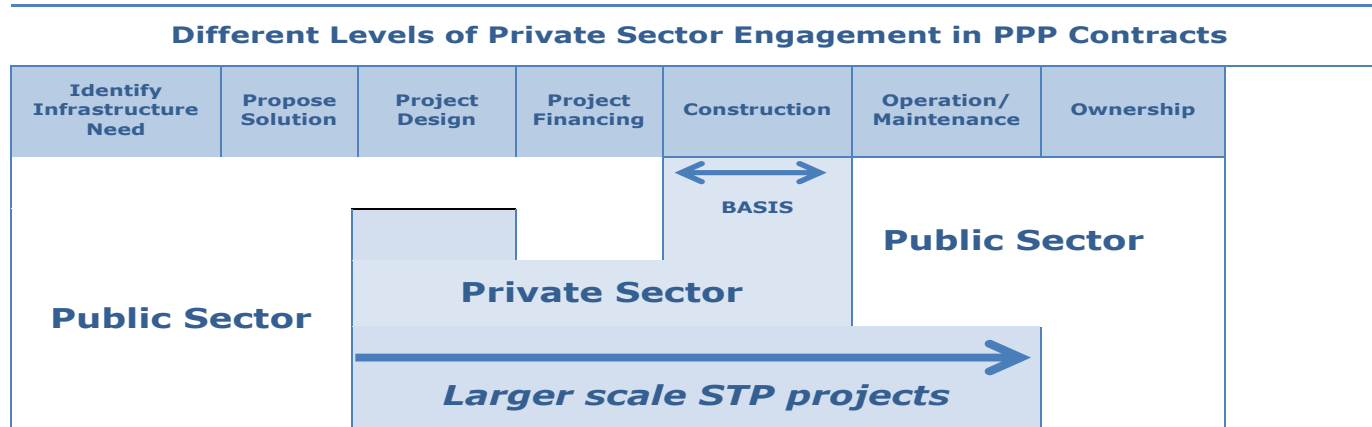 Different Levels of Private Sector Engagement in PPP Contracts
Identify
Infrastructure
Need
Propose
Solution
Project
Design
Project
Financing
Construction
Operation/
Maintenance
Ownership
BASIS
Public Sector
Private Sector
Public Sector
Larger scale STP projects